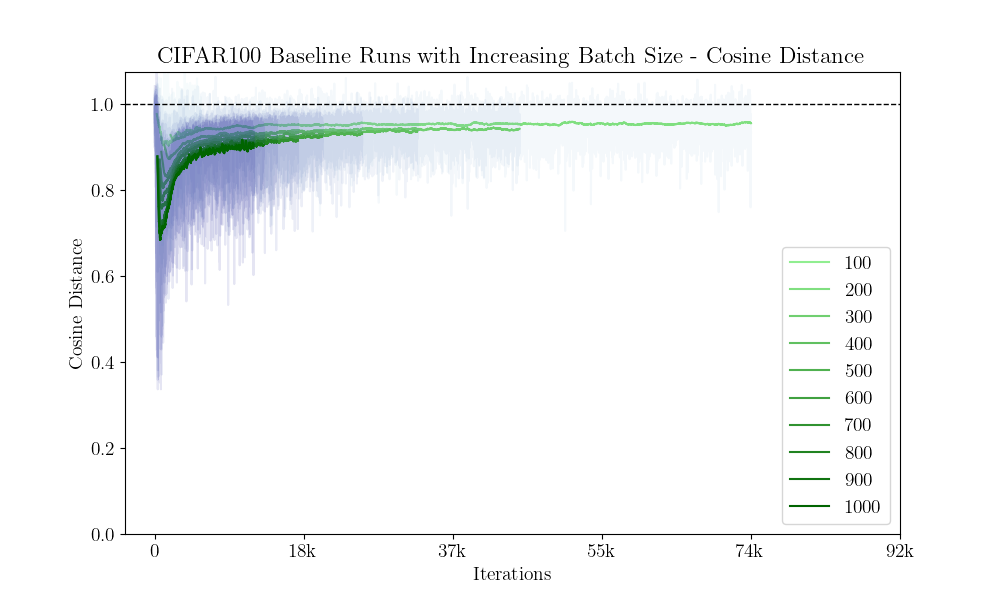 CIFAR100 Baseline Runs with Increasing Batch Size - Cosine Distance
1.0
0.8
0.6
0.4
0.2
0.0
Cosine Distance
0
18k
37k
55k
74k
92k
Iterations
100
200
300
400
500
600
700
800
900
1000